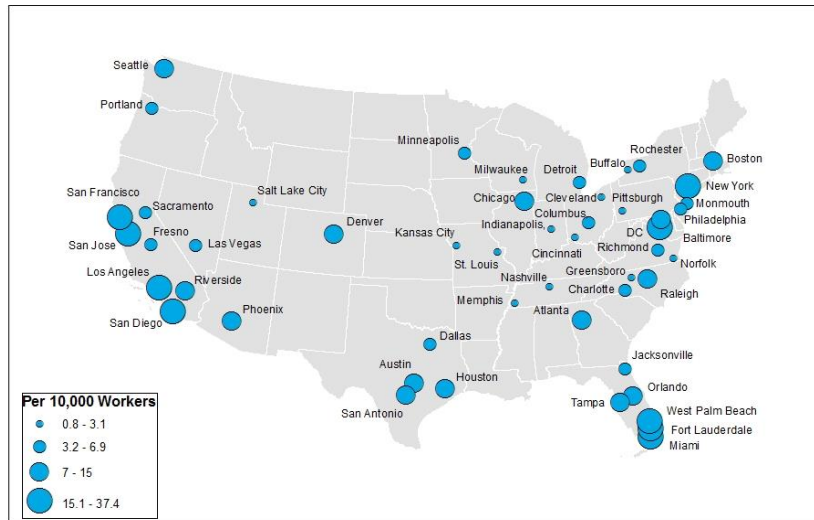 Seattle
Portland
Minneapolis
Milwaukee
Detroit
Buffalo
Rochester
Boston
New York
Monmouth
Philadelphia
Baltimore
San Francisco
Sacramento
Salt Lake City
Denver
Kansas City
Chicago
Cleveland
Pittsburgh
Columbus
Indianapolis,
DC
San Jose
Fresno
Las Vegas
St. Louis
Cincinnati
Richmond
Norfolk
Los Angeles
Riverside
Nashville
Greensboro
Charlotte
Raleigh
San Diego
Phoenix
Memphis
Atlanta
Dallas
Austin
Houston
San Antonio
Jacksonville
Orlando
Tampa
West Palm Beach
Fort Lauderdale
Miami
Per 10,000 Workers
0.8 - 3.1
3.2 - 6.9
7 - 15
15.1 - 37.4